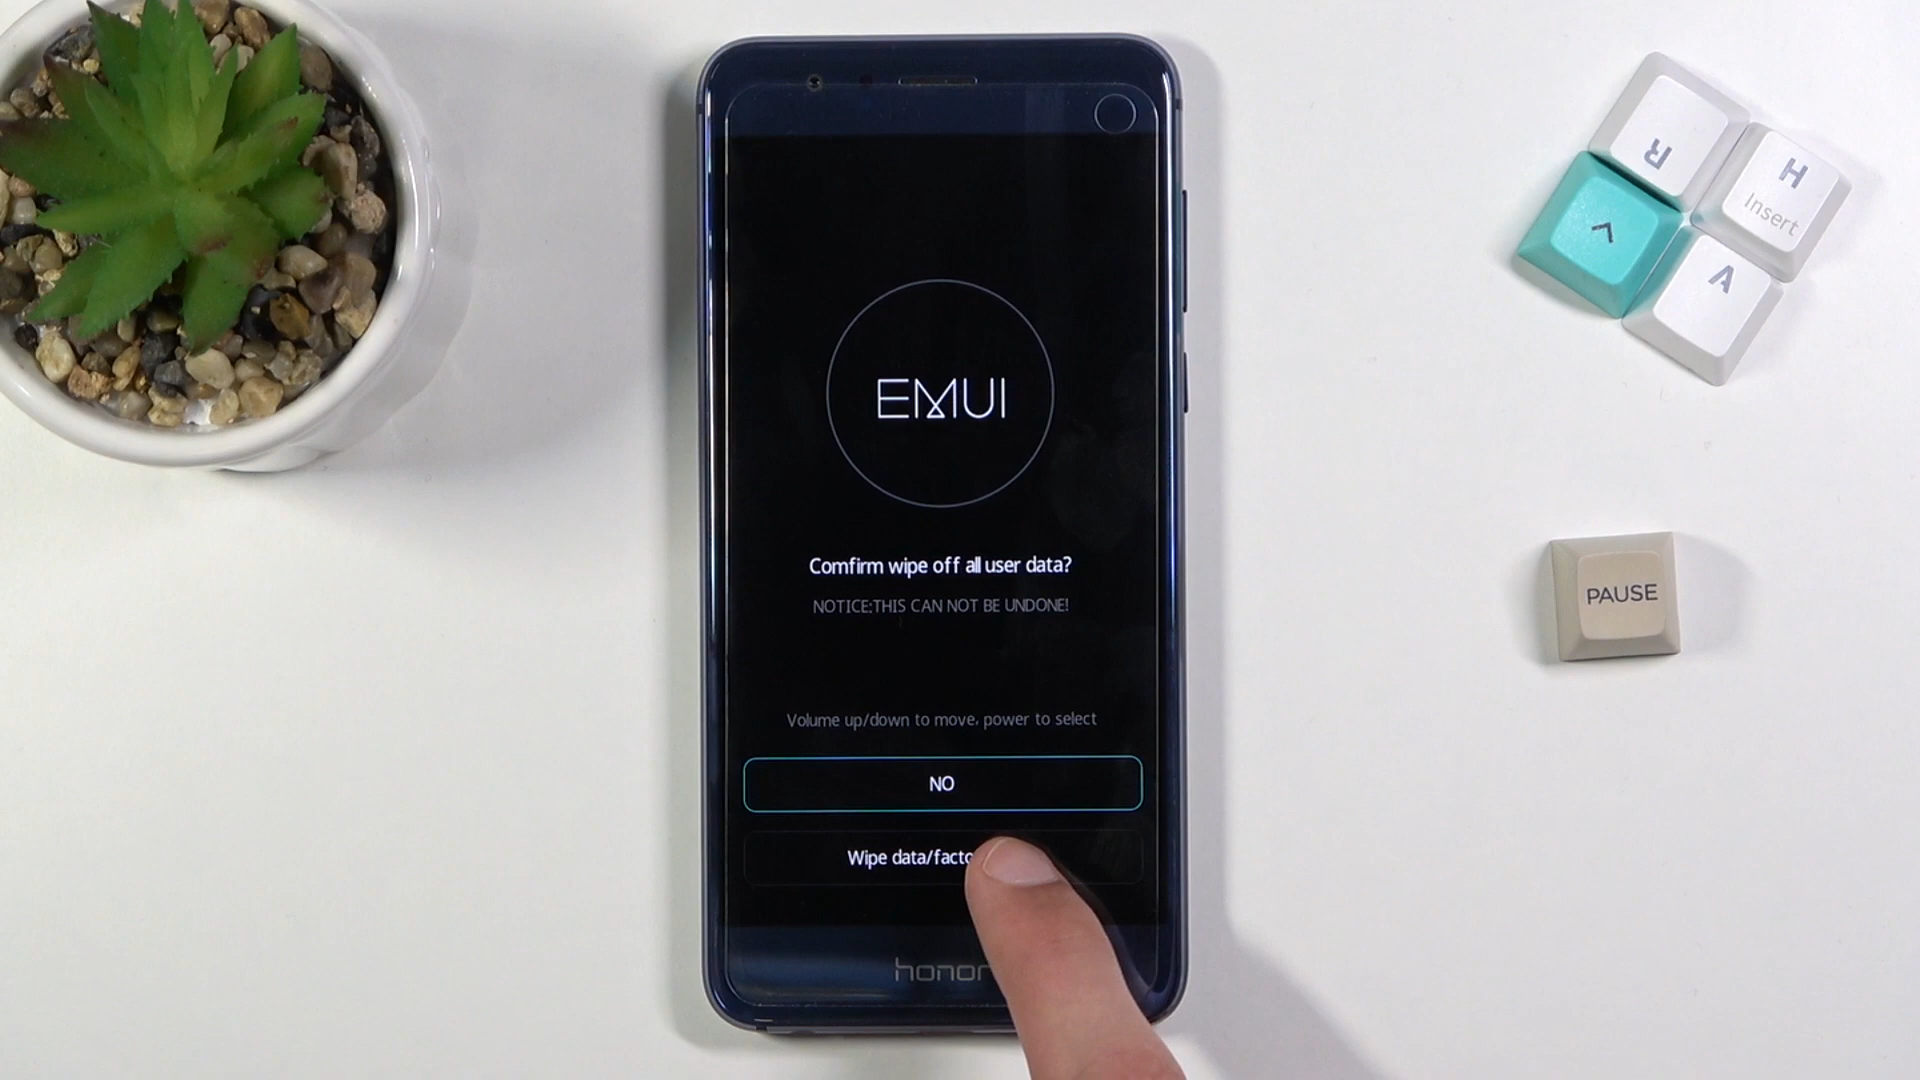 EMUI
Comfirm wipe off all user data?
NOTICE:THIS CAN NOT BE UNDONE!
Volume up/down to move, power to select
NO
Wipe data/facto
honor
R
H
Insert
^
A
PAUSE